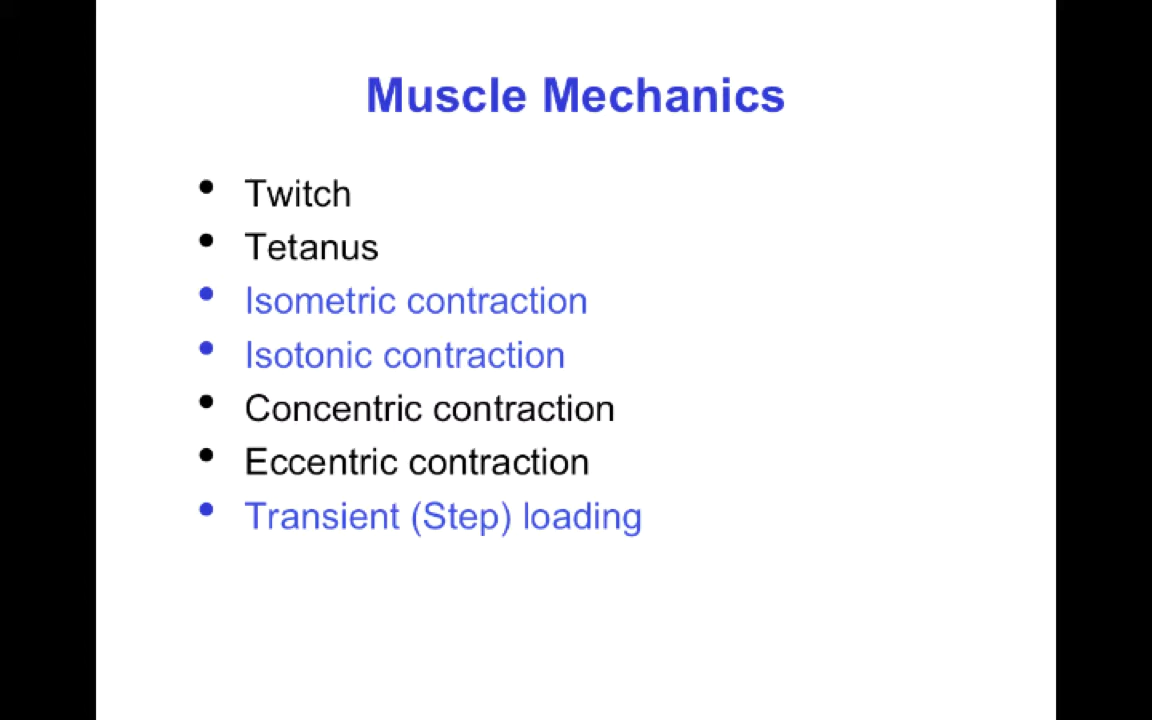 Muscle Mechanics
• Twitch
• Tetanus
• Isometric contraction
• Isotonic contraction
• Concentric contraction
• Eccentric contraction
• Transient (Step) loading